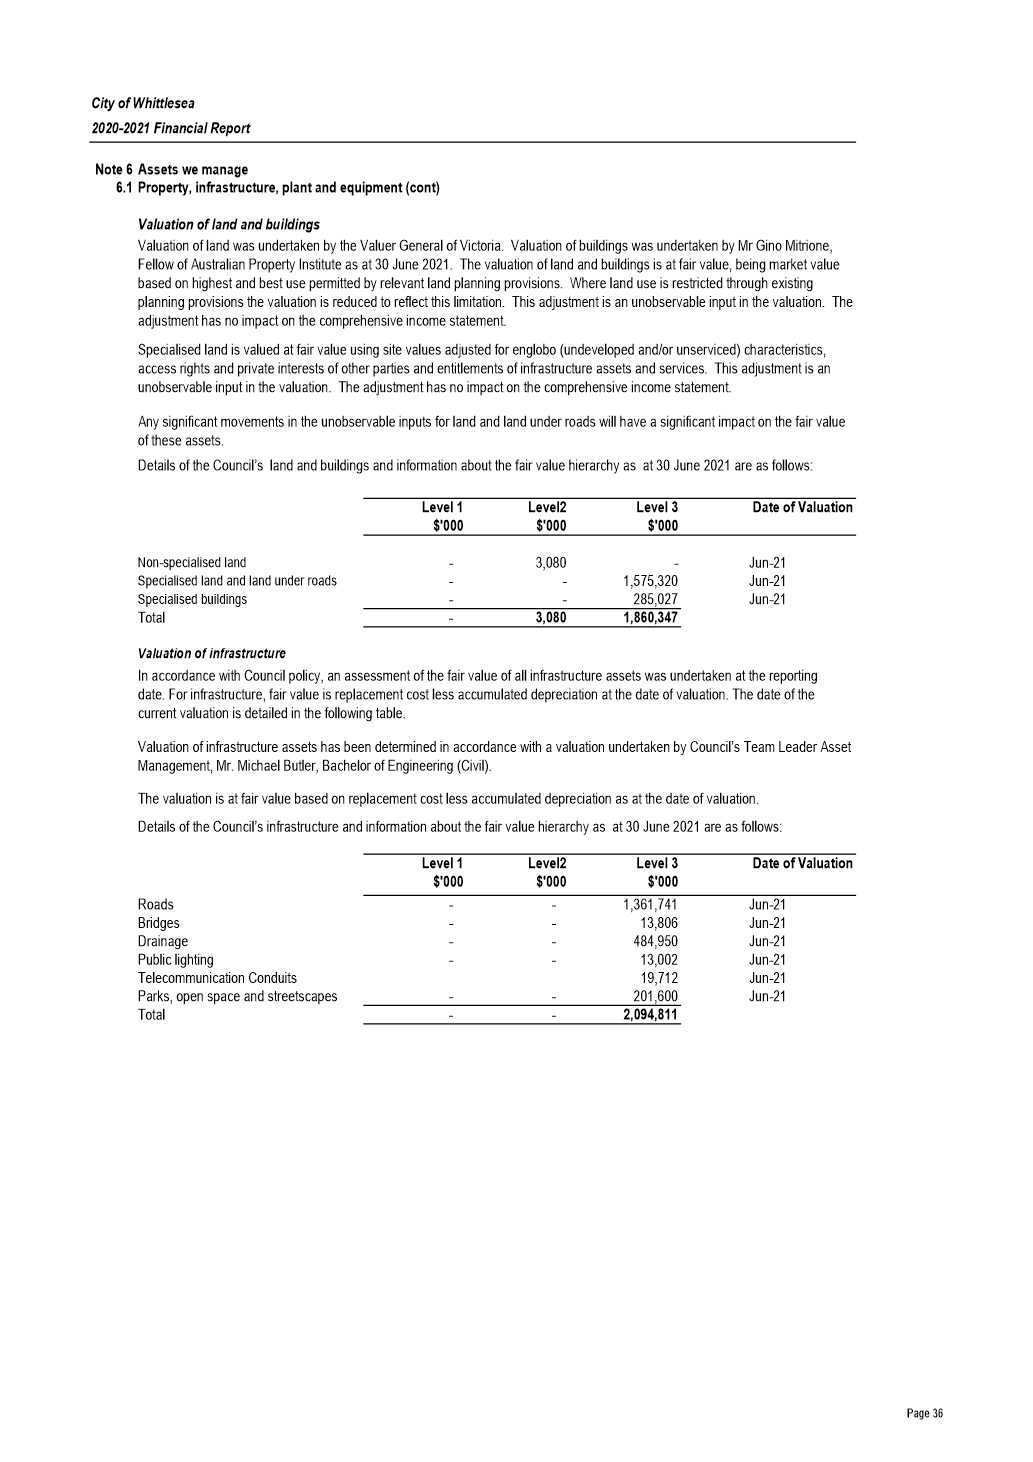 City of Whittlesea
2020-2021 Financial Report
Note 6 Assets we manage
6.1 Property, infrastructure, plant and equipment (cont)
Valuation of land and buildings
Valuation of land was undertaken by the Valuer General of Victoria.  Valuation of buildings was undertaken by Mr Gino Mitrione,
Fellow of Australian Property Institute as at 30 June 2021.  The valuation of land and buildings is at fair value, being market value
based on highest and best use permitted by relevant land planning provisions.  Where land use is restricted through existing
planning provisions the valuation is reduced to reflect this limitation.  This adjustment is an unobservable input in the valuation.  The
adjustment has no impact on the comprehensive income statement.
Specialised land is valued at fair value using site values adjusted for englobo (undeveloped and/or unserviced) characteristics,
access rights and private interests of other parties and entitlements of infrastructure assets and services.  This adjustment is an
unobservable input in the valuation.  The adjustment has no impact on the comprehensive income statement.
Any significant movements in the unobservable inputs for land and land under roads will have a significant impact on the fair value
of these assets.
Details of the Council's  land and buildings and information about the fair value hierarchy as  at 30 June 2021 are as follows:
Level 1 Level2 Level 3 Date of Valuation
$'000 $'000 $'000
Non-specialised land - 3,080 - Jun-21
Specialised land and land under roads - - 1,575,320 Jun-21
Specialised buildings - - 285,027 Jun-21
Total - 3,080 1,860,347
Valuation of infrastructure
In accordance with Council policy, an assessment of the fair value of all infrastructure assets was undertaken at the reporting
date. For infrastructure, fair value is replacement cost less accumulated depreciation at the date of valuation. The date of the
current valuation is detailed in the following table.
Valuation of infrastructure assets has been determined in accordance with a valuation undertaken by Council's Team Leader Asset
Management, Mr. Michael Butler, Bachelor of Engineering (Civil).
The valuation is at fair value based on replacement cost less accumulated depreciation as at the date of valuation.
Details of the Council's infrastructure and information about the fair value hierarchy as  at 30 June 2021 are as follows:
Level 1 Level2 Level 3 Date of Valuation
$'000 $'000 $'000
Roads - - 1,361,741 Jun-21
Bridges - - 13,806 Jun-21
Drainage - - 484,950 Jun-21
Public lighting - - 13,002 Jun-21
Telecommunication Conduits 19,712 Jun-21
Parks, open space and streetscapes - - 201,600 Jun-21
Total - - 2,094,811
Page 36